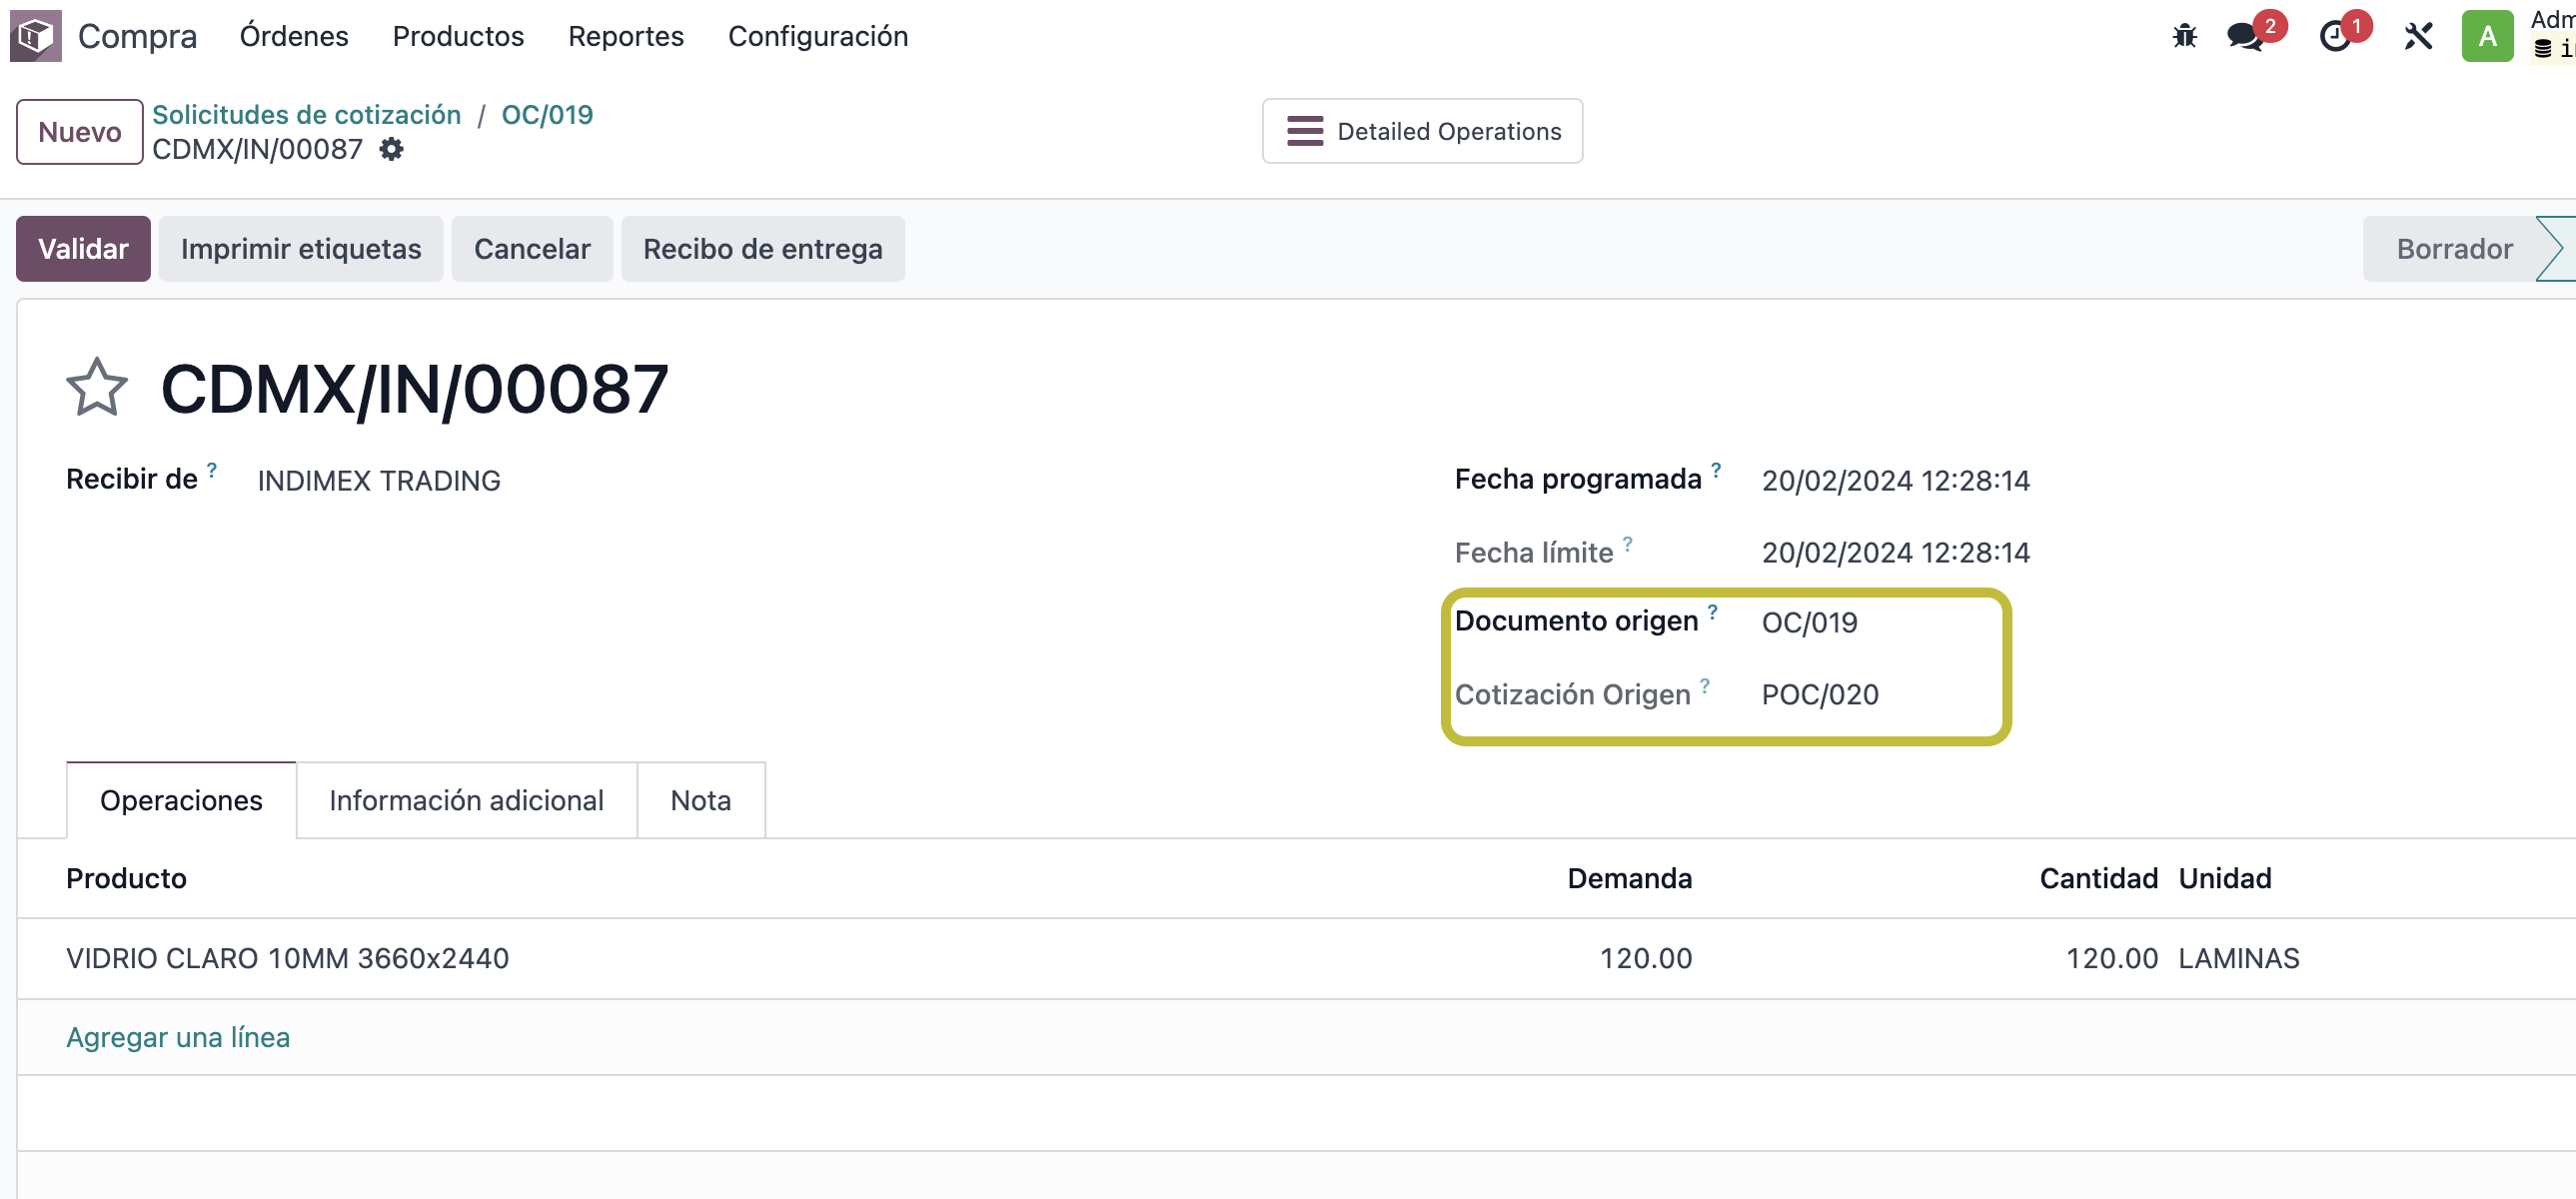 Compra Órdenes Productos Reportes Configuración 2 1 A
Nuevo Solicitudes de cotización / OC/019
CDMX/IN/00087
Detailed Operations
Validar Imprimir etiquetas Cancelar Recibo de entrega Borrador
CDMX/IN/00087
Recibir de ? INDIMEX TRADING
Fecha programada ? 20/02/2024 12:28:14
Fecha límite ? 20/02/2024 12:28:14
Documento origen ? OC/019
Cotización Origen ? POC/020
Operaciones Información adicional Nota
Producto Demanda Cantidad Unidad
VIDRIO CLARO 10MM 3660x2440 120.00 120.00 LAMINAS
Agregar una línea